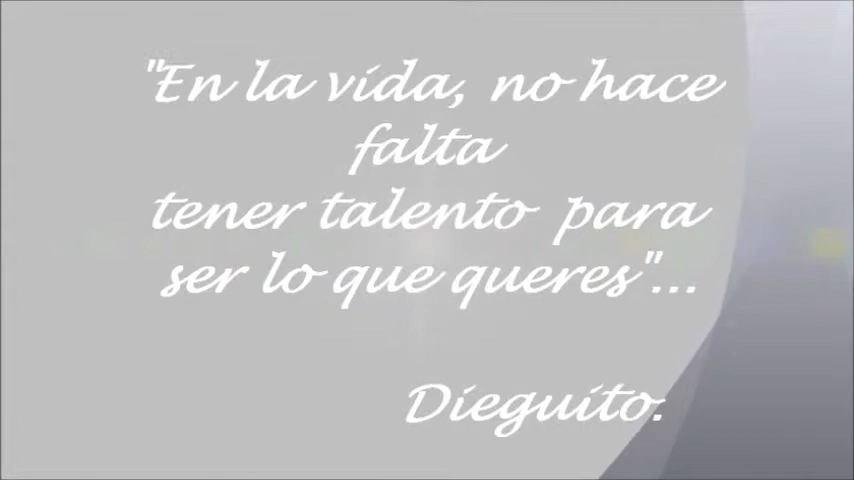 "En la vida, no hace
falta
tener talento para
ser lo que queres"...
Dieguito.